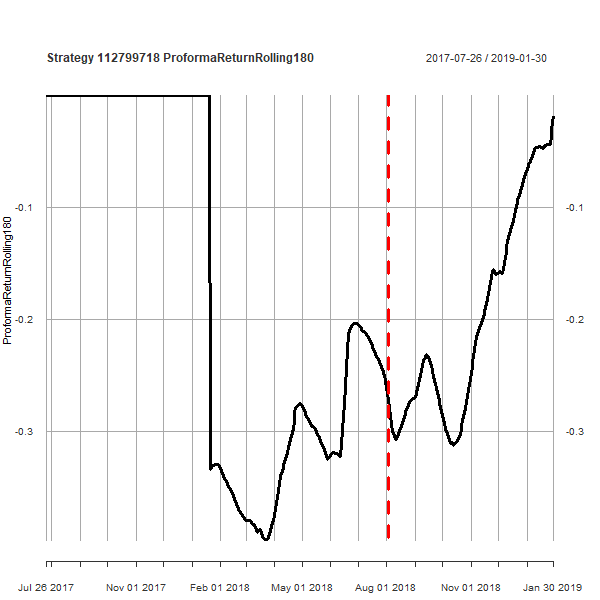 Strategy 112799718 ProformaReturnRolling180
2017-07-26 / 2019-01-30
ProformaReturnRolling180
-0.1
-0.1
-0.2
-0.2
-0.3
-0.3
Jul 26 2017
Nov 01 2017
Feb 01 2018
May 01 2018
Aug 01 2018
Nov 01 2018
Jan 30 2019